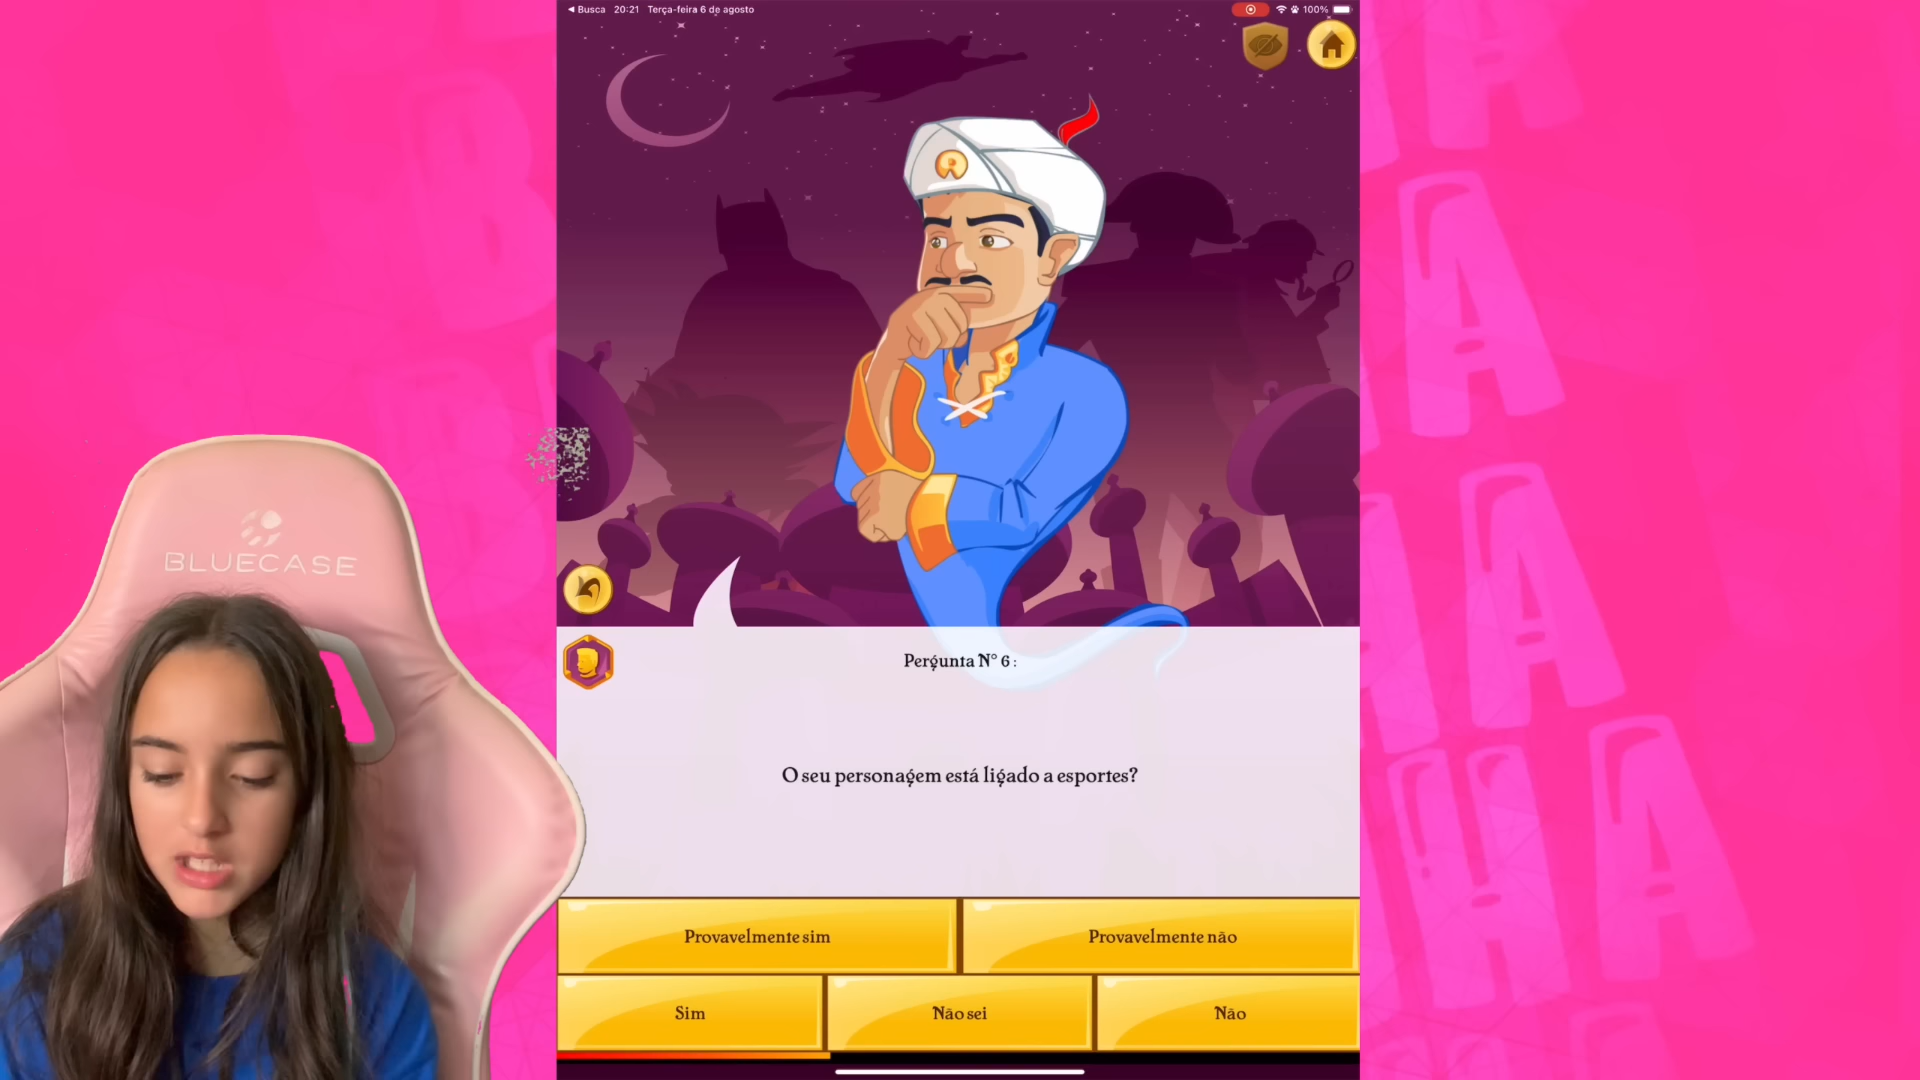 Busca 20:21 Terça-feira 6 de agosto 100%
BLUECASE
Pergunta N° 6 :
O seu personagem está ligado a esportes?
Provavelmente sim
Provavelmente não
Sim
Não sei
Não